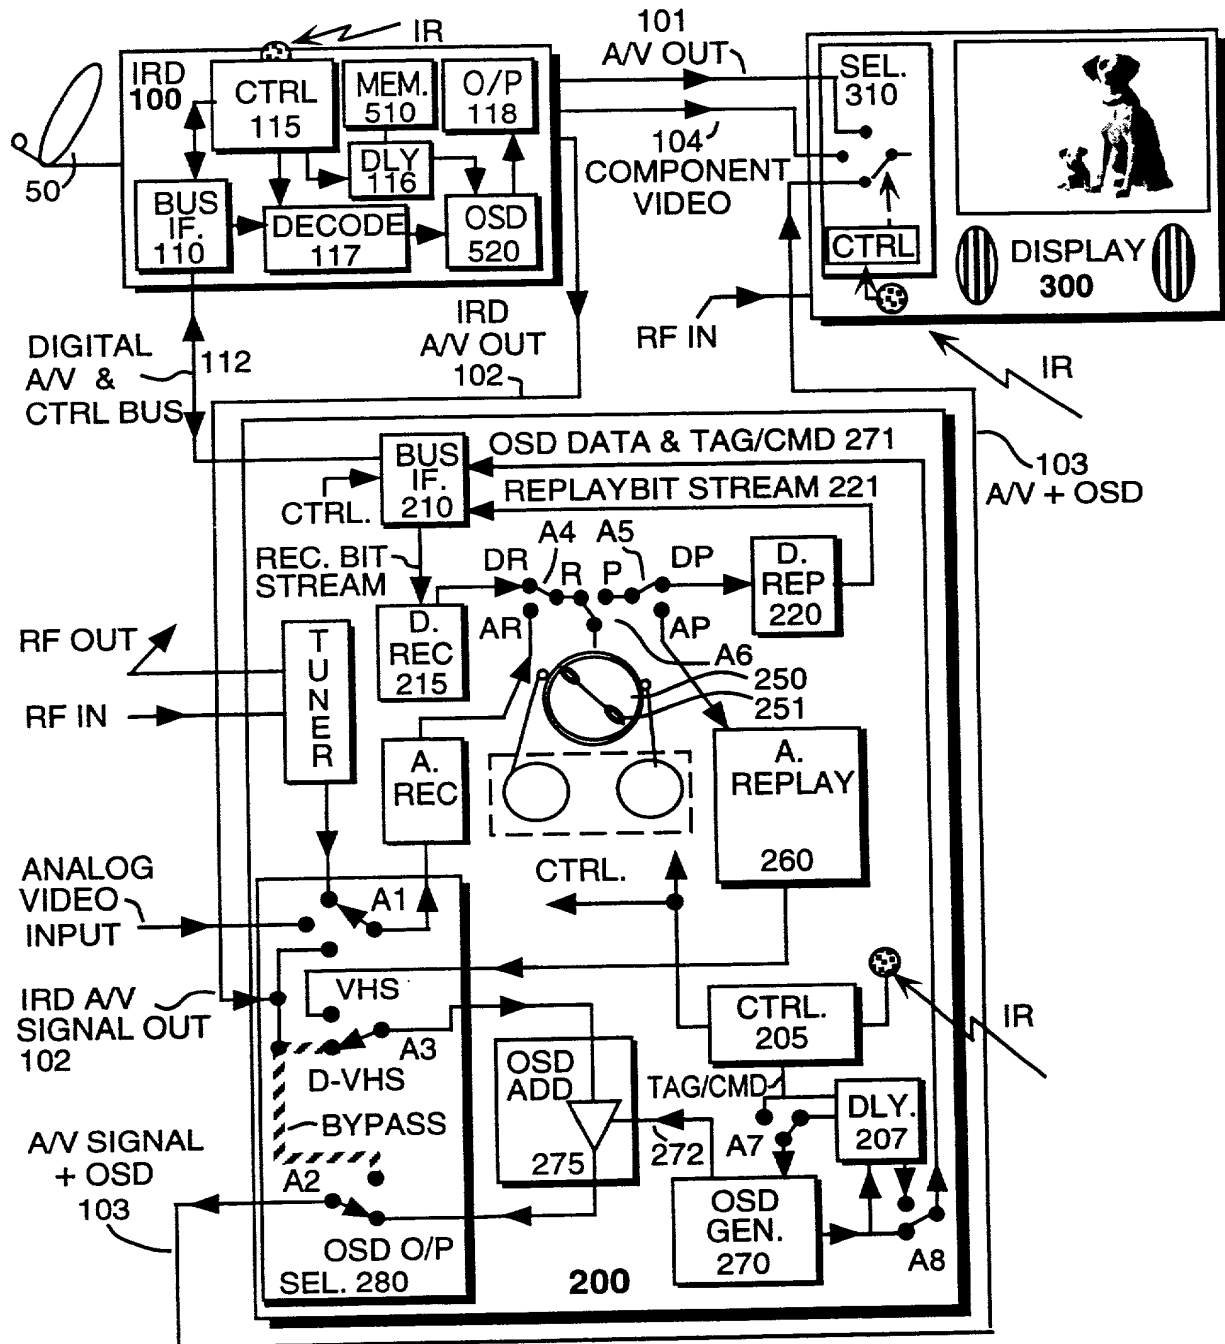 IR
101
A/V OUT
IRD
100
CTRL
115
MEM.
510
O/P
118
SEL.
310
50
DLY
116
104
COMPONENT
VIDEO
BUS
IF.
110
DECODE
117
OSD
520
CTRL
DISPLAY
300
RF IN
IR
IRD
A/V OUT
102
DIGITAL
A/V &
CTRL BUS
112
BUS
IF.
210
OSD DATA & TAG/CMD 271
REPLAYBIT STREAM 221
CTRL.
103
A/V + OSD
REC. BIT
STREAM
DR
A4
R
P
A5
DP
D.
REP
220
AR
AP
A6
RF OUT
TUNER
D.
REC
215
250
251
RF IN
A.
REC
A.
REPLAY
260
ANALOG
VIDEO
INPUT
A1
CTRL.
VHS
IRD A/V
SIGNAL OUT
102
A3
D-VHS
BYPASS
OSD
ADD
275
CTRL.
205
IR
TAG/CMD
DLY.
207
272
A7
A/V SIGNAL
+ OSD
103
A2
OSD O/P
SEL. 280
200
OSD
GEN.
270
A8